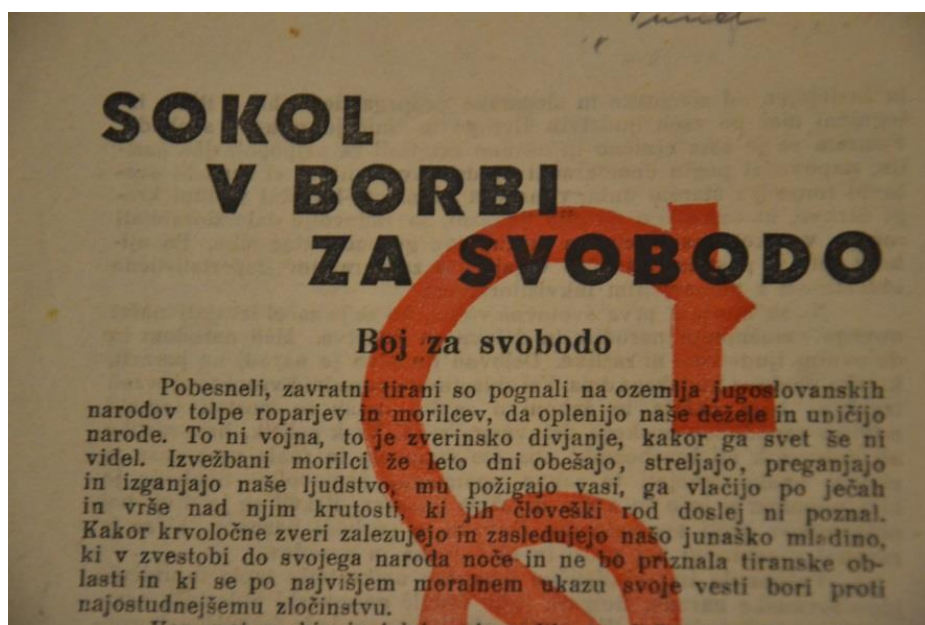 SOKOL
V BORBI
ZA SVOBODO
Boj za svobodo
Pobesneli, zavratni tirani so pognali na ozemlja jugoslovanskih
narodov tolpe roparjev in morilcev, da oplenijo naše dežele in uničijo
narode. To ni vojna, to je zverinsko divjanje, kakor ga svet še ni
videl. Izvežbani morilci že leto dni obešajo, streljajo, preganjajo
in izganjajo naše ljudstvo, mu požigajo vasi, ga vlačijo po ječah
in vrše nad njim krutosti, ki jih človeški rod doslej ni poznal.
Kakor krvoločne zveri zalezujejo in zasledujejo našo junaško mladino,
ki v zvestobi do svojega naroda noče in ne bo priznala tiranske ob-
lasti in ki se po najvišjem moralnem ukazu svoje vesti bori proti
najostudnejšemu zločinstvu.